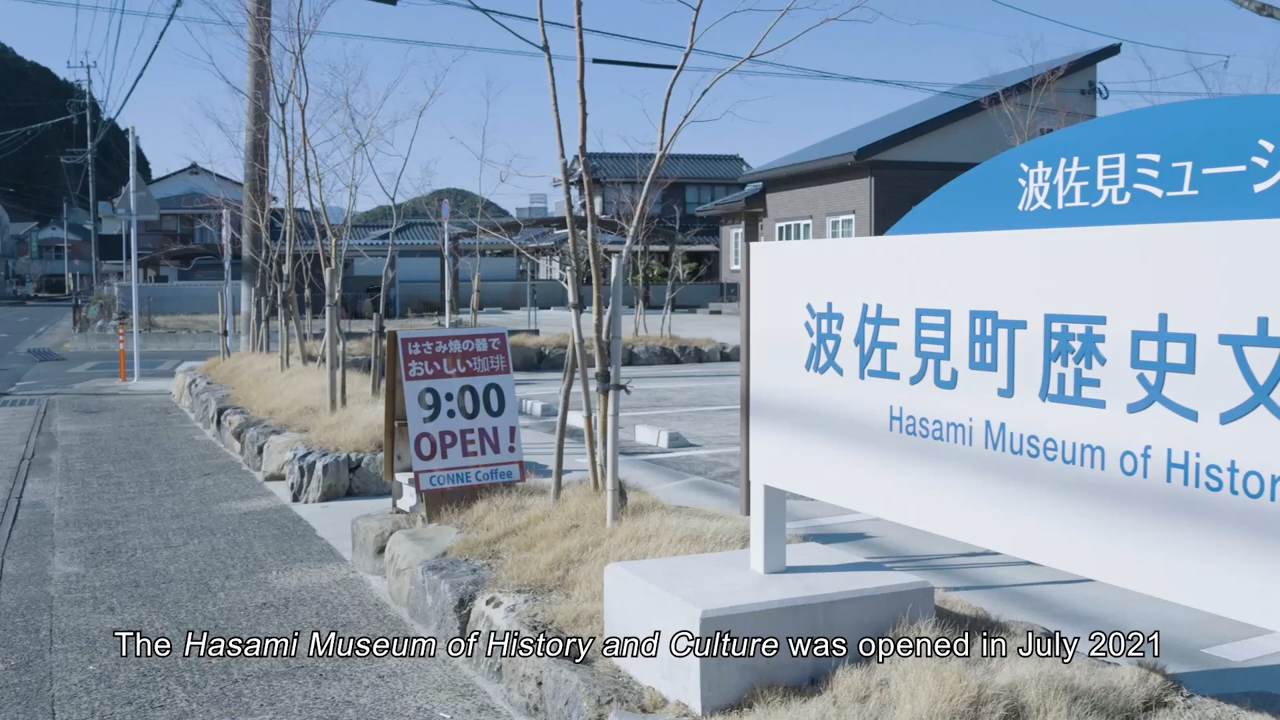 波佐見ミュージ
波佐見町歴史文
Hasami Museum of Histor
はさみ焼の器で
おいしい珈琲
9:00
OPEN!
CONNE Coffee
The Hasami Museum of History and Culture was opened in July 2021